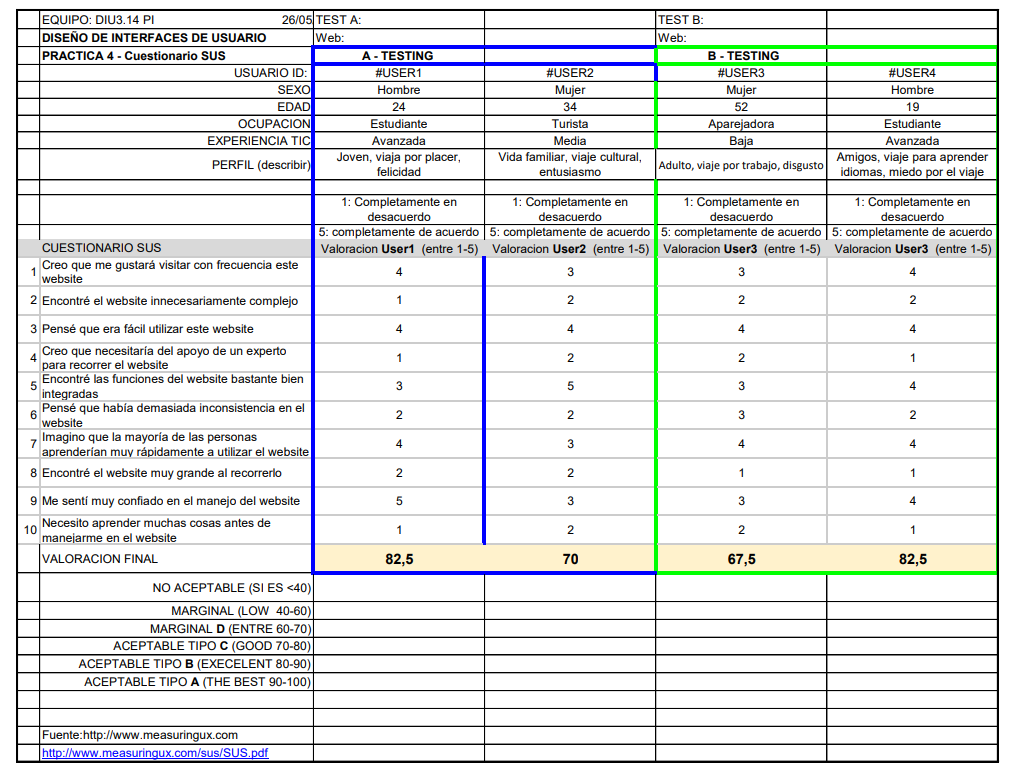 EQUIPO: DIU3.14 PI 26/05 TEST A: TEST B:
DISEÑO DE INTERFACES DE USUARIO Web: Web:
PRACTICA 4 - Cuestionario SUS A - TESTING B - TESTING
USUARIO ID: #USER1 #USER2 #USER3 #USER4
SEXO Hombre Mujer Mujer Hombre
EDAD 24 34 52 19
OCUPACION Estudiante Turista Aparejadora Estudiante
EXPERIENCIA TIC Avanzada Media Baja Avanzada
PERFIL (describir) Joven, viaja por placer, felicidad Vida familiar, viaje cultural, entusiasmo Adulto, viaje por trabajo, disgusto Amigos, viaje para aprender idiomas, miedo por el viaje
1: Completamente en desacuerdo 1: Completamente en desacuerdo 1: Completamente en desacuerdo 1: Completamente en desacuerdo
5: completamente de acuerdo 5: completamente de acuerdo 5: completamente de acuerdo 5: completamente de acuerdo
CUESTIONARIO SUS Valoracion User1 (entre 1-5) Valoracion User2 (entre 1-5) Valoracion User3 (entre 1-5) Valoracion User3 (entre 1-5)
1 Creo que me gustará visitar con frecuencia este website 4 3 3 4
2 Encontré el website innecesariamente complejo 1 2 2 2
3 Pensé que era fácil utilizar este website 4 4 4 4
4 Creo que necesitaría del apoyo de un experto para recorrer el website 1 2 2 1
5 Encontré las funciones del website bastante bien integradas 3 5 3 4
6 Pensé que había demasiada inconsistencia en el website 2 2 3 2
7 Imagino que la mayoría de las personas aprenderían muy rápidamente a utilizar el website 4 3 4 4
8 Encontré el website muy grande al recorrerlo 2 2 1 1
9 Me sentí muy confiado en el manejo del website 5 3 3 4
10 Necesito aprender muchas cosas antes de manejarme en el website 1 2 2 1
VALORACION FINAL 82,5 70 67,5 82,5
NO ACEPTABLE (SI ES <40)
MARGINAL (LOW 40-60)
MARGINAL D (ENTRE 60-70)
ACEPTABLE TIPO C (GOOD 70-80)
ACEPTABLE TIPO B (EXECELENT 80-90)
ACEPTABLE TIPO A (THE BEST 90-100)
Fuente:http://www.measuringux.com
http://www.measuringux.com/sus/SUS.pdf